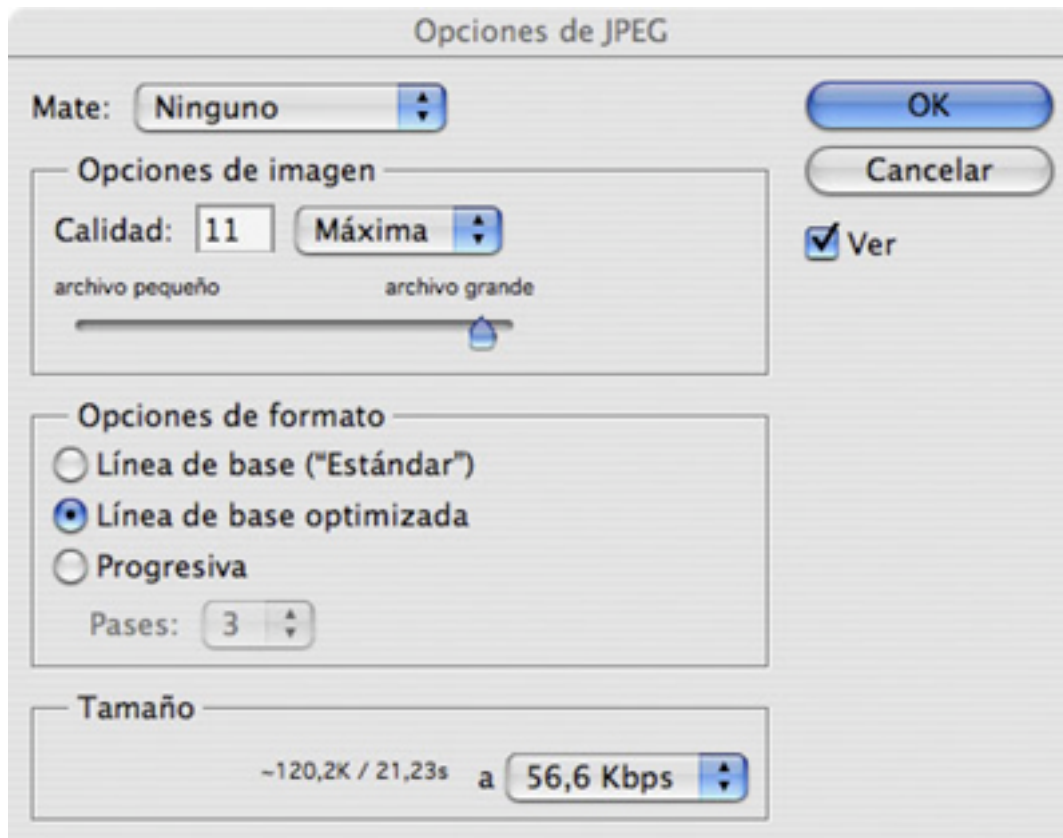 Opciones de JPEG
Mate: Ninguno
OK
Opciones de imagen
Cancelar
Calidad: 11 Máxima
Ver
archivo pequeño archivo grande
Opciones de formato
Línea de base (“Estándar”)
Línea de base optimizada
Progresiva
Pases: 3
Tamaño
~120,2K / 21,23s a 56,6 Kbps